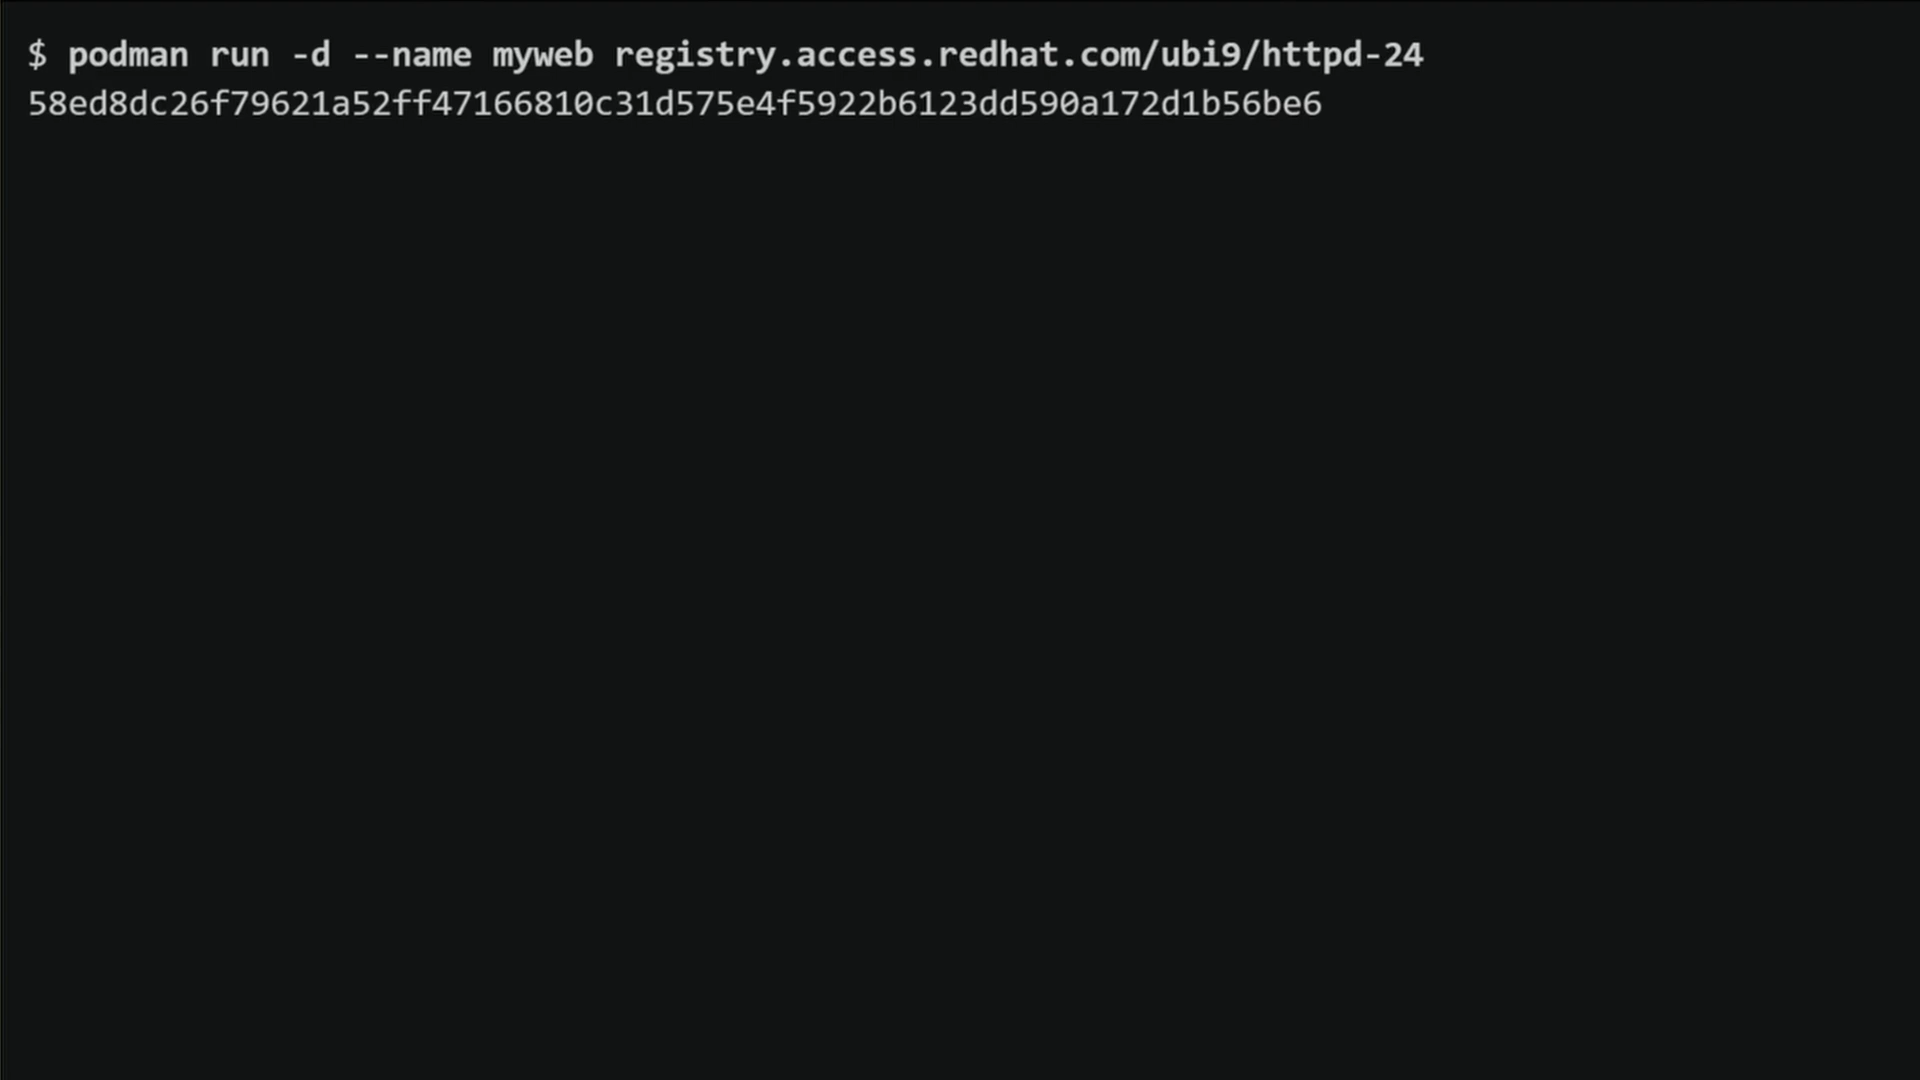 $ podman run -d --name myweb registry.access.redhat.com/ubi9/httpd-24
58ed8dc26f79621a52ff47166810c31d575e4f5922b6123dd590a172d1b56be6